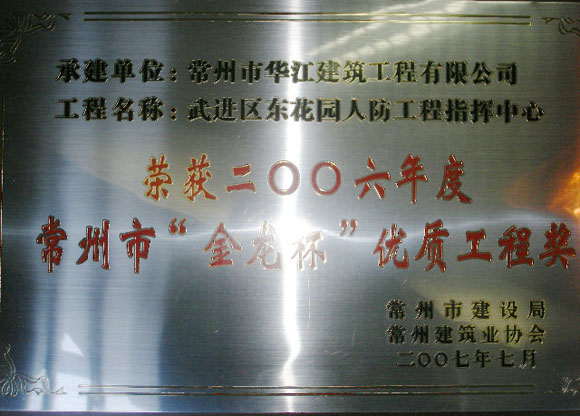 承建单位：常州市华江建筑工程有限公司
工程名称：武进区东花园人防工程指挥中心
荣获二〇〇六年度
常州市“金龙杯”优质工程奖
常州市建设局
常州建筑业协会
二〇〇七年七月